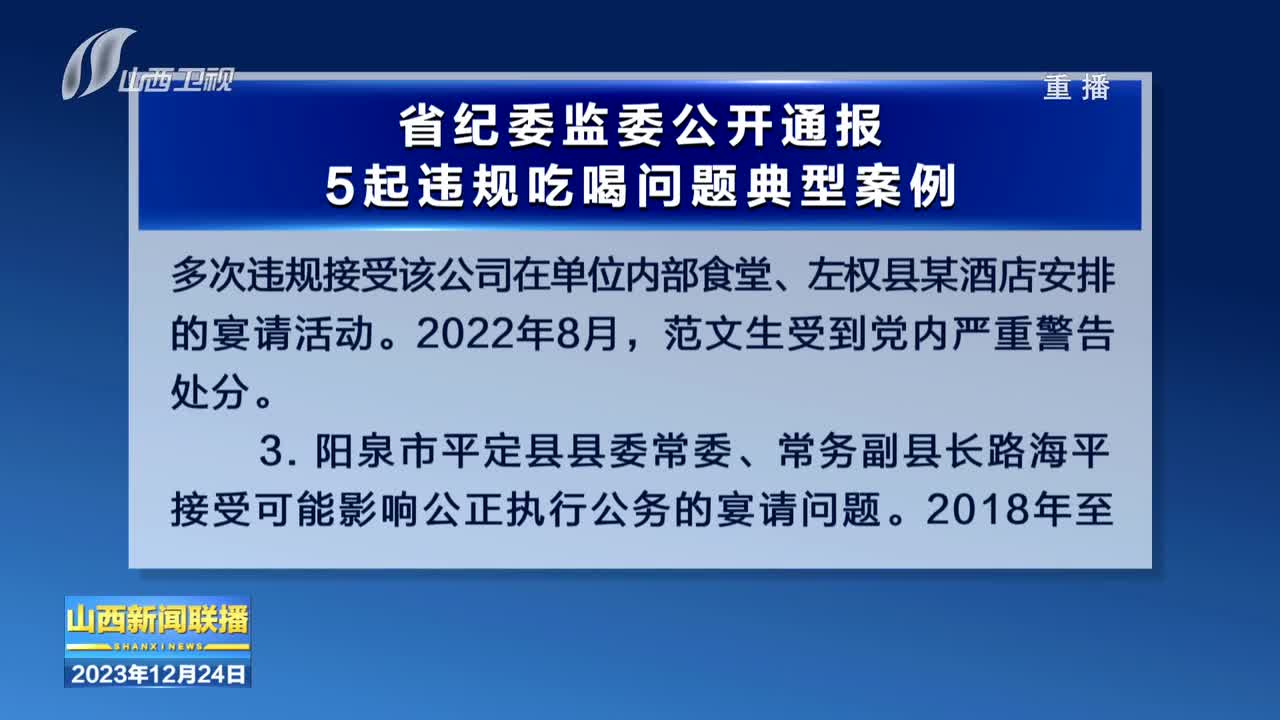 山西卫视
重播
省纪委监委公开通报
5起违规吃喝问题典型案例
多次违规接受该公司在单位内部食堂、左权县某酒店安排
的宴请活动。2022年8月，范文生受到党内严重警告
处分。
3. 阳泉市平定县县委常委、常务副县长路海平
接受可能影响公正执行公务的宴请问题。2018年至
山西新闻联播
SHANXI NEWS
2023年12月24日